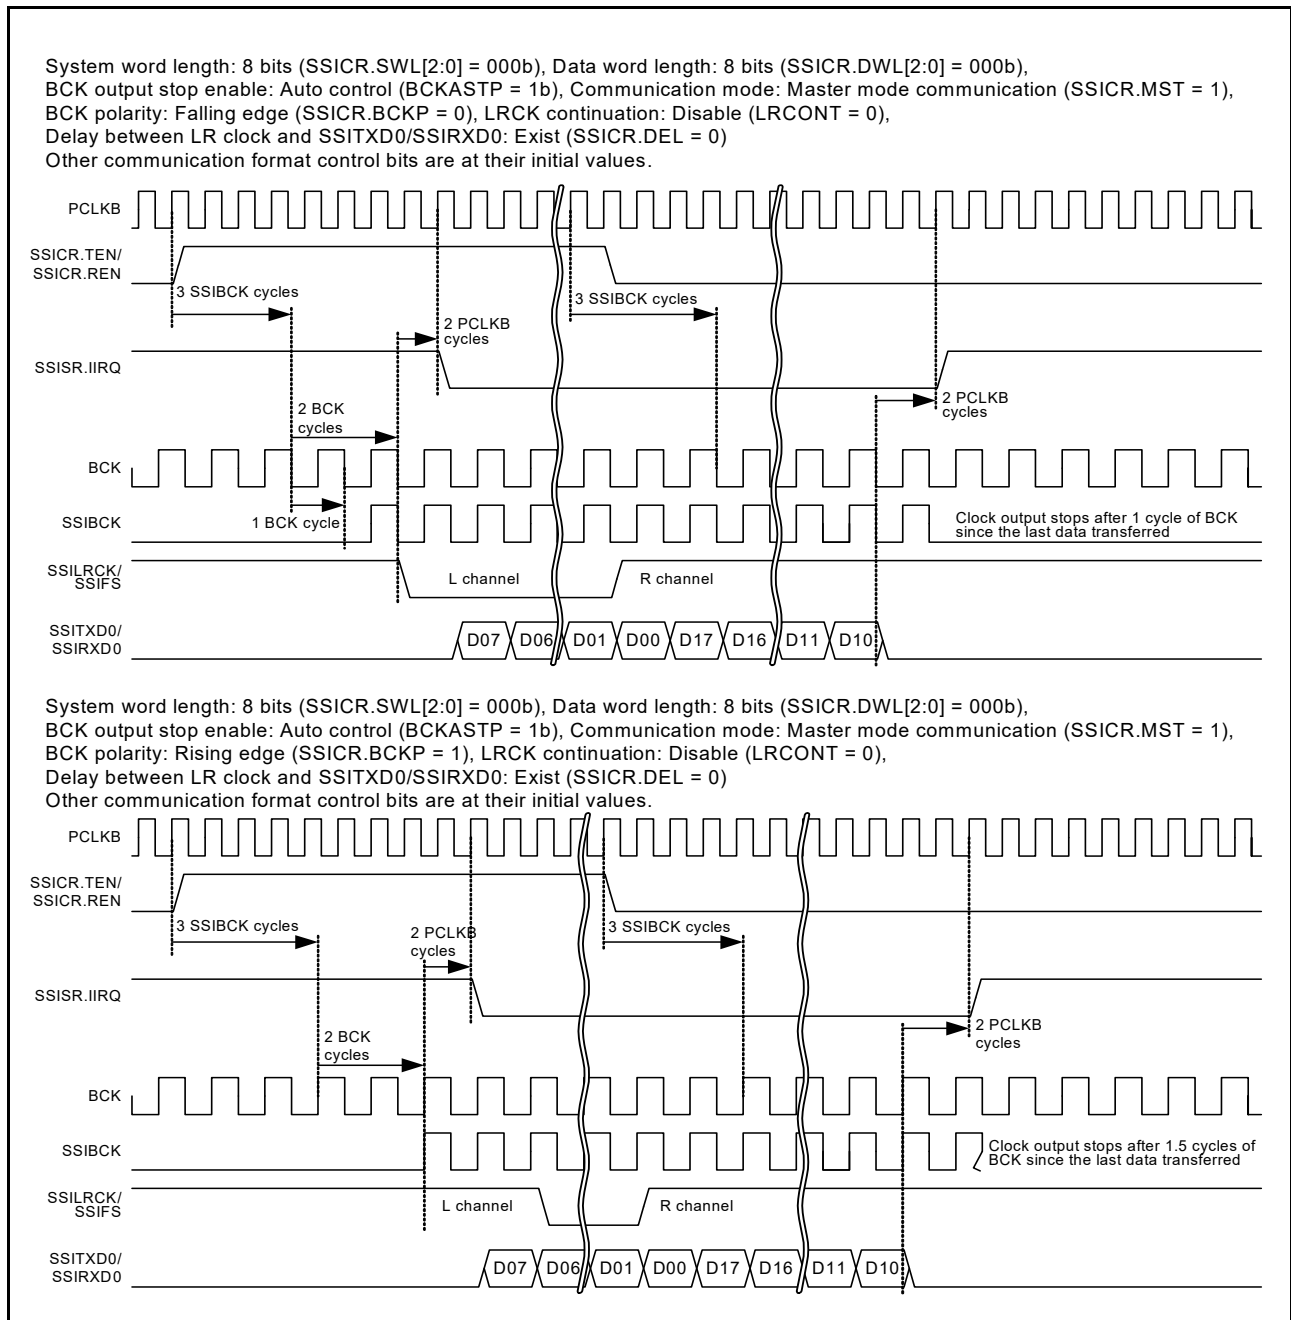 System word length: 8 bits (SSICR.SWL[2:0] = 000b), Data word length: 8 bits (SSICR.DWL[2:0] = 000b),
BCK output stop enable: Auto control (BCKASTP = 1b), Communication mode: Master mode communication (SSICR.MST = 1),
BCK polarity: Falling edge (SSICR.BCKP = 0), LRCK continuation: Disable (LRCONT = 0),
Delay between LR clock and SSITXD0/SSIRXD0: Exist (SSICR.DEL = 0)
Other communication format control bits are at their initial values.
PCLKB
SSICR.TEN/
SSICR.REN
3 SSIBCK cycles
3 SSIBCK cycles
2 PCLKB
cycles
SSISR.IIRQ
2 PCLKB
cycles
2 BCK
cycles
BCK
1 BCK cycle
SSIBCK
Clock output stops after 1 cycle of BCK
since the last data transferred
SSILRCK/
SSIFS
L channel
R channel
SSITXD0/
SSIRXD0
D07 D06 D01 D00 D17 D16 D11 D10
System word length: 8 bits (SSICR.SWL[2:0] = 000b), Data word length: 8 bits (SSICR.DWL[2:0] = 000b),
BCK output stop enable: Auto control (BCKASTP = 1b), Communication mode: Master mode communication (SSICR.MST = 1),
BCK polarity: Rising edge (SSICR.BCKP = 1), LRCK continuation: Disable (LRCONT = 0),
Delay between LR clock and SSITXD0/SSIRXD0: Exist (SSICR.DEL = 0)
Other communication format control bits are at their initial values.
PCLKB
SSICR.TEN/
SSICR.REN
3 SSIBCK cycles
2 PCLKB
cycles
3 SSIBCK cycles
SSISR.IIRQ
2 PCLKB
cycles
2 BCK
cycles
BCK
SSIBCK
Clock output stops after 1.5 cycles of
BCK since the last data transferred
SSILRCK/
SSIFS
L channel
R channel
SSITXD0/
SSIRXD0
D07 D06 D01 D00 D17 D16 D11 D10